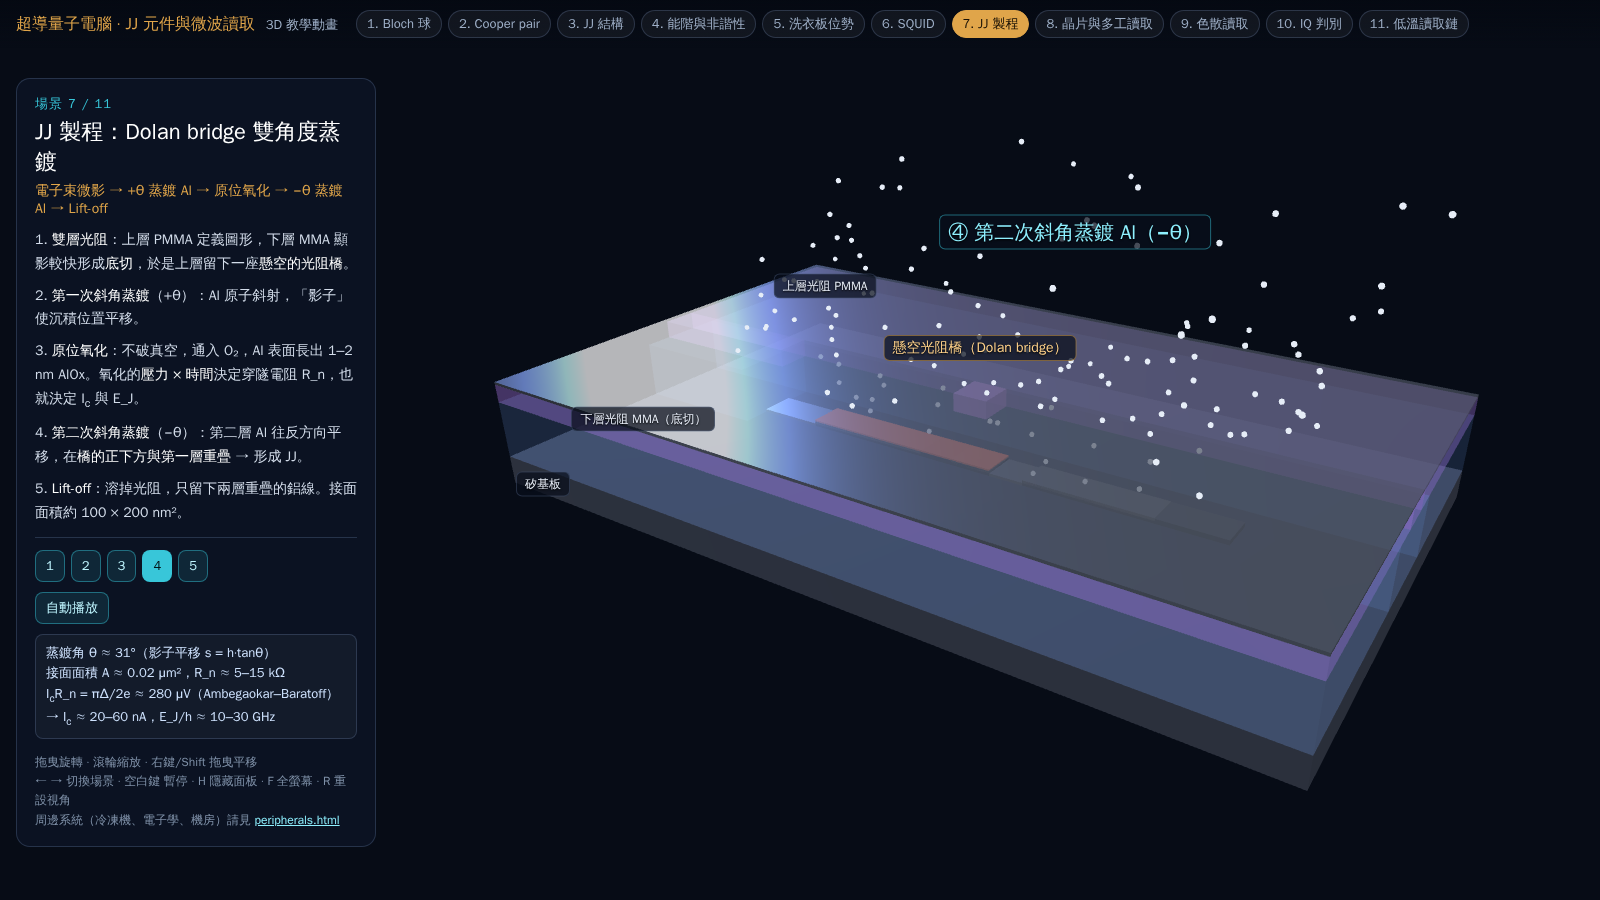 超導量子電腦 · JJ 元件與微波讀取 3D 教學動畫 1. Bloch 球 2. Cooper pair 3. JJ 結構 4. 能階與非諧性 5. 洗衣板位勢 6. SQUID 7. JJ 製程 8. 晶片與多工讀取 9. 色散讀取 10. IQ 判別 11. 低溫讀取鏈
場景 7 / 11
JJ 製程：Dolan bridge 雙角度蒸
鍍
電子束微影 → +θ 蒸鍍 Al → 原位氧化 → −θ 蒸鍍
Al → Lift-off
1. 雙層光阻：上層 PMMA 定義圖形，下層 MMA 顯
影較快形成底切，於是上層留下一座懸空的光阻橋。
2. 第一次斜角蒸鍍（+θ）：Al 原子斜射，「影子」
使沉積位置平移。
3. 原位氧化：不破真空，通入 O₂，Al 表面長出 1–2
nm AlOx。氧化的壓力 × 時間決定穿隧電阻 R_n，也
就決定 Ic 與 E_J。
4. 第二次斜角蒸鍍（−θ）：第二層 Al 往反方向平
移，在橋的正下方與第一層重疊 → 形成 JJ。
5. Lift-off：溶掉光阻，只留下兩層重疊的鋁線。接面
面積約 100 × 200 nm²。
1 2 3 4 5
自動播放
蒸鍍角 θ ≈ 31°（影子平移 s = h·tanθ）
接面面積 A ≈ 0.02 μm²，R_n ≈ 5–15 kΩ
IcR_n = πΔ/2e ≈ 280 μV（Ambegaokar–Baratoff）
→ Ic ≈ 20–60 nA，E_J/h ≈ 10–30 GHz
拖曳旋轉 · 滾輪縮放 · 右鍵/Shift 拖曳平移
← → 切換場景 · 空白鍵 暫停 · H 隱藏面板 · F 全螢幕 · R 重
設視角
周邊系統（冷凍機、電子學、機房）請見 peripherals.html
④ 第二次斜角蒸鍍 Al（−θ）
上層光阻 PMMA
懸空光阻橋（Dolan bridge）
下層光阻 MMA（底切）
矽基板